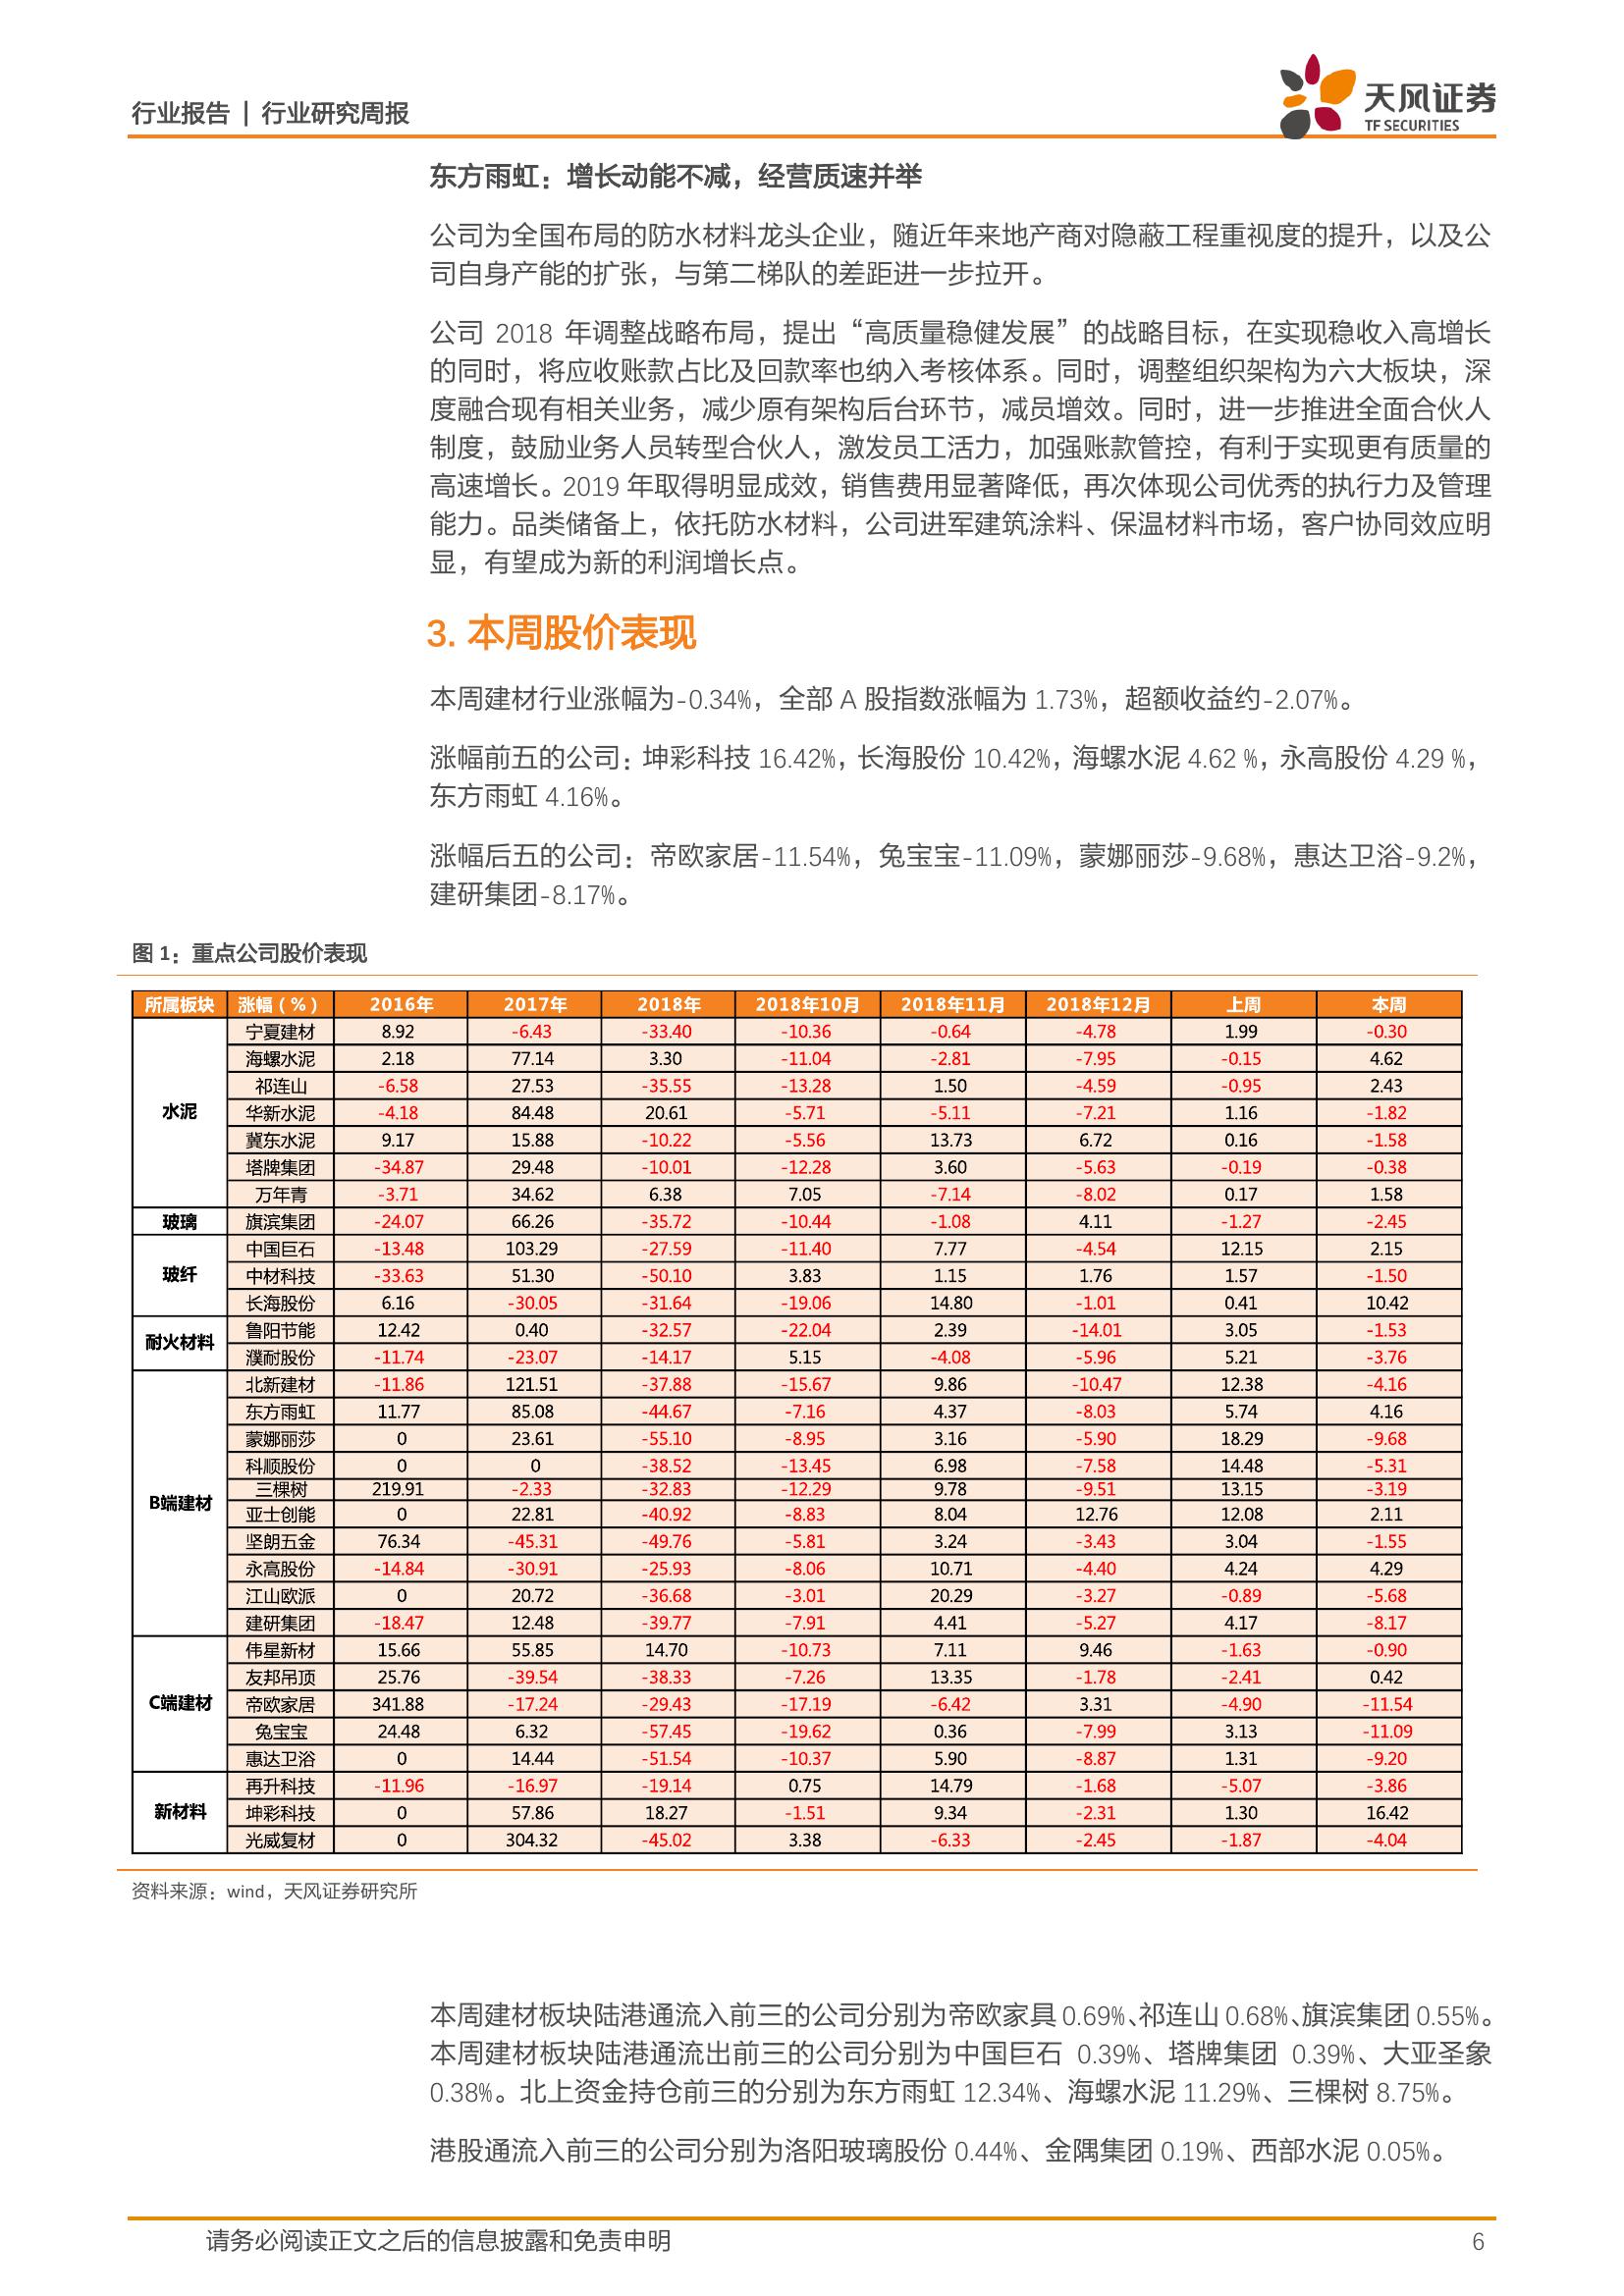 行业报告 | 行业研究周报
天风证券
TF SECURITIES
东方雨虹：增长动能不减，经营质速并举
公司为全国布局的防水材料龙头企业，随近年来地产商对隐蔽工程重视度的提升，以及公
司自身产能的扩张，与第二梯队的差距进一步拉开。
公司 2018 年调整战略布局，提出“高质量稳健发展”的战略目标，在实现稳收入高增长
的同时，将应收账款占比及回款率也纳入考核体系。同时，调整组织架构为六大板块，深
度融合现有相关业务，减少原有架构后台环节，减员增效。同时，进一步推进全面合伙人
制度，鼓励业务人员转型合伙人，激发员工活力，加强账款管控，有利于实现更有质量的
高速增长。2019 年取得明显成效，销售费用显著降低，再次体现公司优秀的执行力及管理
能力。品类储备上，依托防水材料，公司进军建筑涂料、保温材料市场，客户协同效应明
显，有望成为新的利润增长点。
3. 本周股价表现
本周建材行业涨幅为-0.34%，全部 A 股指数涨幅为 1.73%，超额收益约-2.07%。
涨幅前五的公司：坤彩科技 16.42%，长海股份 10.42%，海螺水泥 4.62 %，永高股份 4.29 %，
东方雨虹 4.16%。
涨幅后五的公司：帝欧家居-11.54%，兔宝宝-11.09%，蒙娜丽莎-9.68%，惠达卫浴-9.2%，
建研集团-8.17%。
图 1：重点公司股价表现
所属板块 涨幅（%） 2016年 2017年 2018年 2018年10月 2018年11月 2018年12月 上周 本周
水泥 宁夏建材 8.92 -6.43 -33.40 -10.36 -0.64 -4.78 1.99 -0.30
海螺水泥 2.18 77.14 3.30 -11.04 -2.81 -7.95 -0.15 4.62
祁连山 -6.58 27.53 -35.55 -13.28 1.50 -4.59 -0.95 2.43
华新水泥 -4.18 84.48 20.61 -5.71 -5.11 -7.21 1.16 -1.82
冀东水泥 9.17 15.88 -10.22 -5.56 13.73 6.72 0.16 -1.58
塔牌集团 -34.87 29.48 -10.01 -12.28 3.60 -5.63 -0.19 -0.38
万年青 -3.71 34.62 6.38 7.05 -7.14 -8.02 0.17 1.58
玻璃 旗滨集团 -24.07 66.26 -35.72 -10.44 -1.08 4.11 -1.27 -2.45
玻纤 中国巨石 -13.48 103.29 -27.59 -11.40 7.77 -4.54 12.15 2.15
中材科技 -33.63 51.30 -50.10 3.83 1.15 1.76 1.57 -1.50
长海股份 6.16 -30.05 -31.64 -19.06 14.80 -1.01 0.41 10.42
耐火材料 鲁阳节能 12.42 0.40 -32.57 -22.04 2.39 -14.01 3.05 -1.53
濮耐股份 -11.74 -23.07 -14.17 5.15 -4.08 -5.96 5.21 -3.76
B端建材 北新建材 -11.86 121.51 -37.88 -15.67 9.86 -10.47 12.38 -4.16
东方雨虹 11.77 85.08 -44.67 -7.16 4.37 -8.03 5.74 4.16
蒙娜丽莎 0 23.61 -55.10 -8.95 3.16 -5.90 18.29 -9.68
科顺股份 0 0 -38.52 -13.45 6.98 -7.58 14.48 -5.31
三棵树 219.91 -2.33 -32.83 -12.29 9.78 -9.51 13.15 -3.19
亚士创能 0 22.81 -40.92 -8.83 8.04 12.76 12.08 2.11
坚朗五金 76.34 -45.31 -49.76 -5.81 3.24 -3.43 3.04 -1.55
永高股份 -14.84 -30.91 -25.93 -8.06 10.71 -4.40 4.24 4.29
江山欧派 0 20.72 -36.68 -3.01 20.29 -3.27 -0.89 -5.68
建研集团 -18.47 12.48 -39.77 -7.91 4.41 -5.27 4.17 -8.17
C端建材 伟星新材 15.66 55.85 14.70 -10.73 7.11 9.46 -1.63 -0.90
友邦吊顶 25.76 -39.54 -38.33 -7.26 13.35 -1.78 -2.41 0.42
帝欧家居 341.88 -17.24 -29.43 -17.19 -6.42 3.31 -4.90 -11.54
兔宝宝 24.48 6.32 -57.45 -19.62 0.36 -7.99 3.13 -11.09
惠达卫浴 0 14.44 -51.54 -10.37 5.90 -8.87 1.31 -9.20
新材料 再升科技 -11.96 -16.97 -19.14 0.75 14.79 -1.68 -5.07 -3.86
坤彩科技 0 57.86 18.27 -1.51 9.34 -2.31 1.30 16.42
光威复材 0 304.32 -45.02 3.38 -6.33 -2.45 -1.87 -4.04
资料来源：wind，天风证券研究所
本周建材板块陆港通流入前三的公司分别为帝欧家具 0.69%、祁连山 0.68%、旗滨集团 0.55%。
本周建材板块陆港通流出前三的公司分别为中国巨石 0.39%、塔牌集团 0.39%、大亚圣象
0.38%。北上资金持仓前三的分别为东方雨虹 12.34%、海螺水泥 11.29%、三棵树 8.75%。
港股通流入前三的公司分别为洛阳玻璃股份 0.44%、金隅集团 0.19%、西部水泥 0.05%。
请务必阅读正文之后的信息披露和免责申明 6